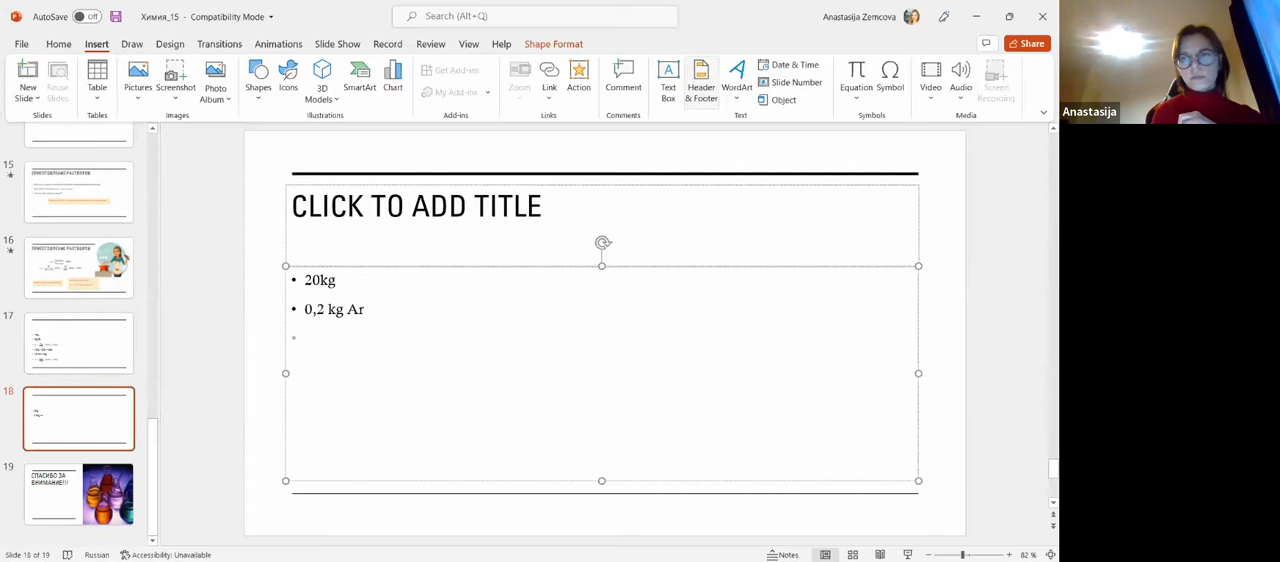 AutoSave Off Химия_15 - Compatibility Mode Search (Alt+Q) Anastasija Zemcova
File Home Insert Draw Design Transitions Animations Slide Show Record Review View Help Shape Format Share
New Slide Reuse Slides Table Pictures Screenshot Photo Album Shapes Icons 3D Models SmartArt Chart Get Add-ins My Add-ins Zoom Link Action Comment Text Box Header & Footer WordArt Date & Time Slide Number Object Equation Symbol Video Audio Screen Recording
Slides Tables Images Illustrations Add-ins Links Comments Text Symbols Media
Anastasija
15
ПРИГОТОВЛЕНИЕ РАСТВОРОВ
16
ПРИГОТОВЛЕНИЕ РАСТВОРОВ
17
18
19
СПАСИБО ЗА
ВНИМАНИЕ!!!
CLICK TO ADD TITLE
• 20kg
• 0,2 kg Ar
Slide 18 of 19 Russian Accessibility: Unavailable Notes 82 %